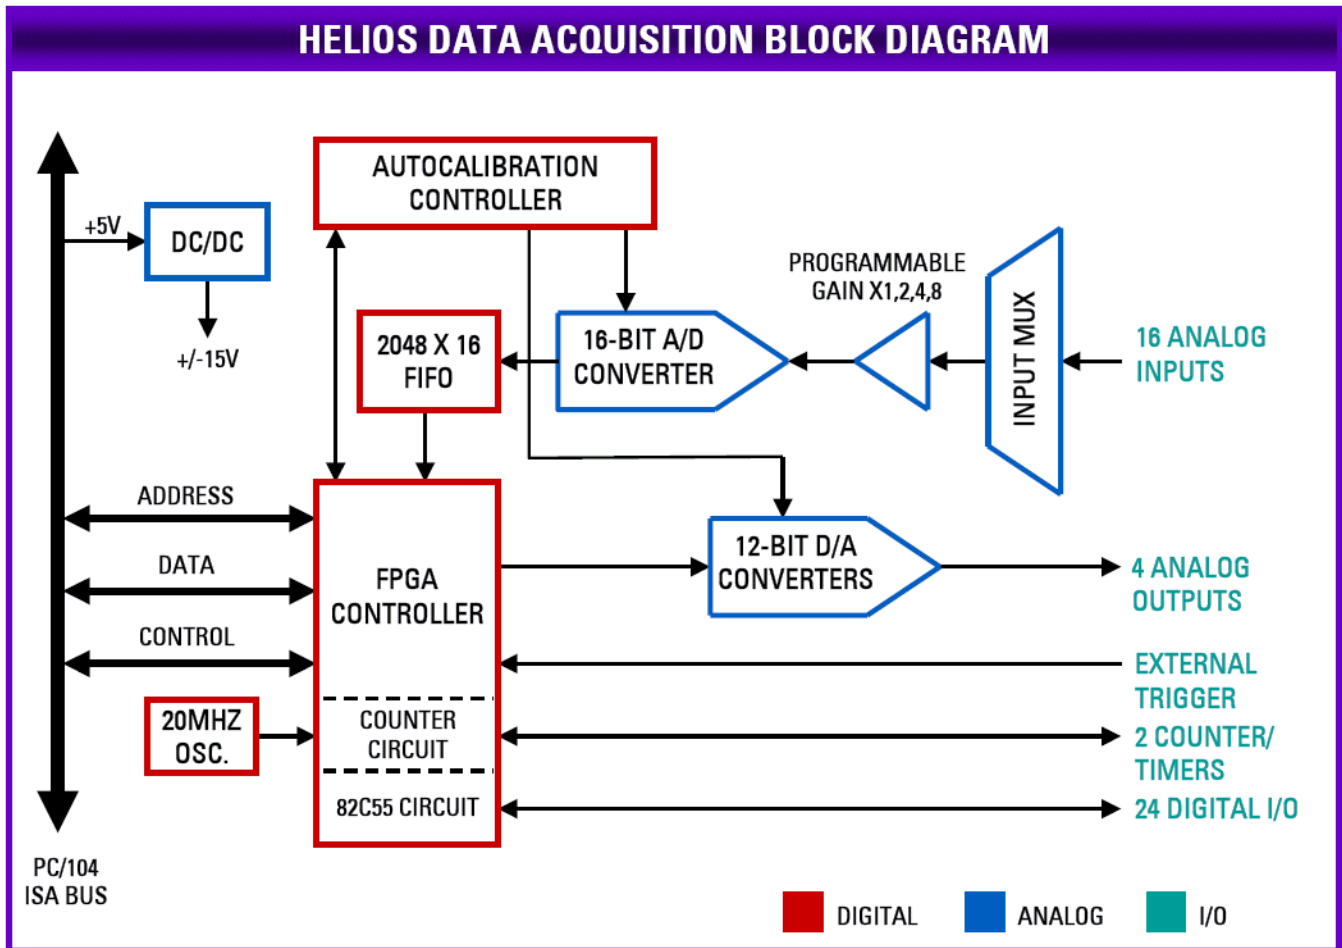 HELIOS DATA ACQUISITION BLOCK DIAGRAM
AUTOCALIBRATION
CONTROLLER
+5V
DC/DC
+/-15V
PROGRAMMABLE
GAIN X1,2,4,8
2048 X 16
FIFO
16-BIT A/D
CONVERTER
INPUT MUX
16 ANALOG
INPUTS
ADDRESS
DATA
CONTROL
FPGA
CONTROLLER
12-BIT D/A
CONVERTERS
4 ANALOG
OUTPUTS
EXTERNAL
TRIGGER
20MHZ
OSC.
COUNTER
CIRCUIT
2 COUNTER/
TIMERS
82C55 CIRCUIT
24 DIGITAL I/O
PC/104
ISA BUS
DIGITAL
ANALOG
I/O